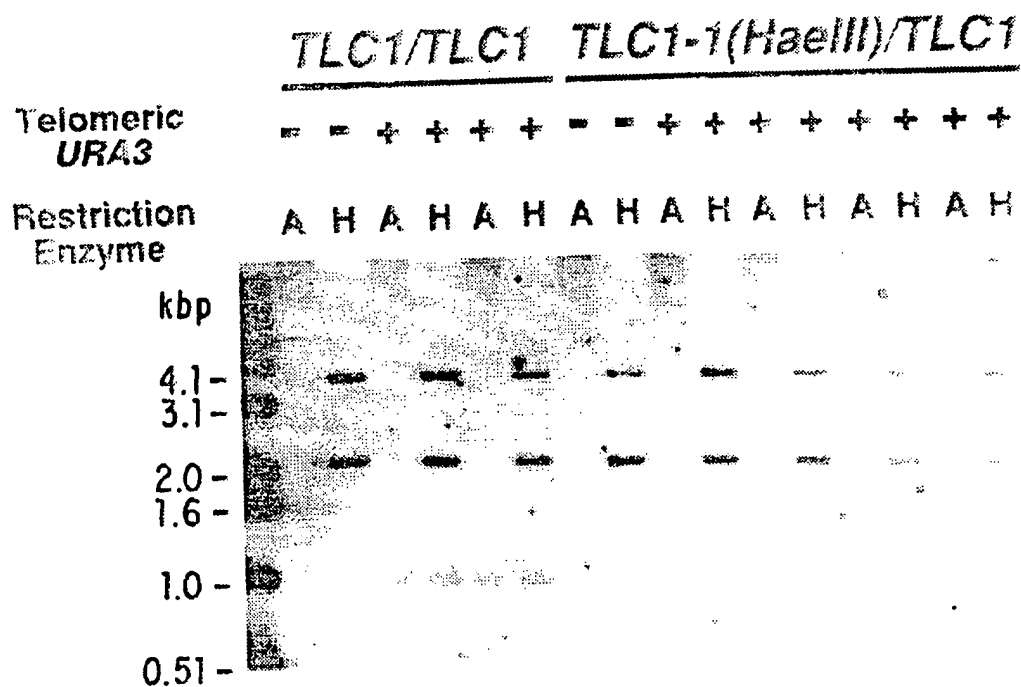 TLC1/TLC1 TLC1-1(HaeIII)/TLC1
Telomeric
URA3
- - + + + + - - + + + + + + + +
Restriction
Enzyme
A H A H A H A H A H A H A H A H
kbp
4.1 -
3.1 -
2.0 -
1.6 -
1.0 -
0.51 -